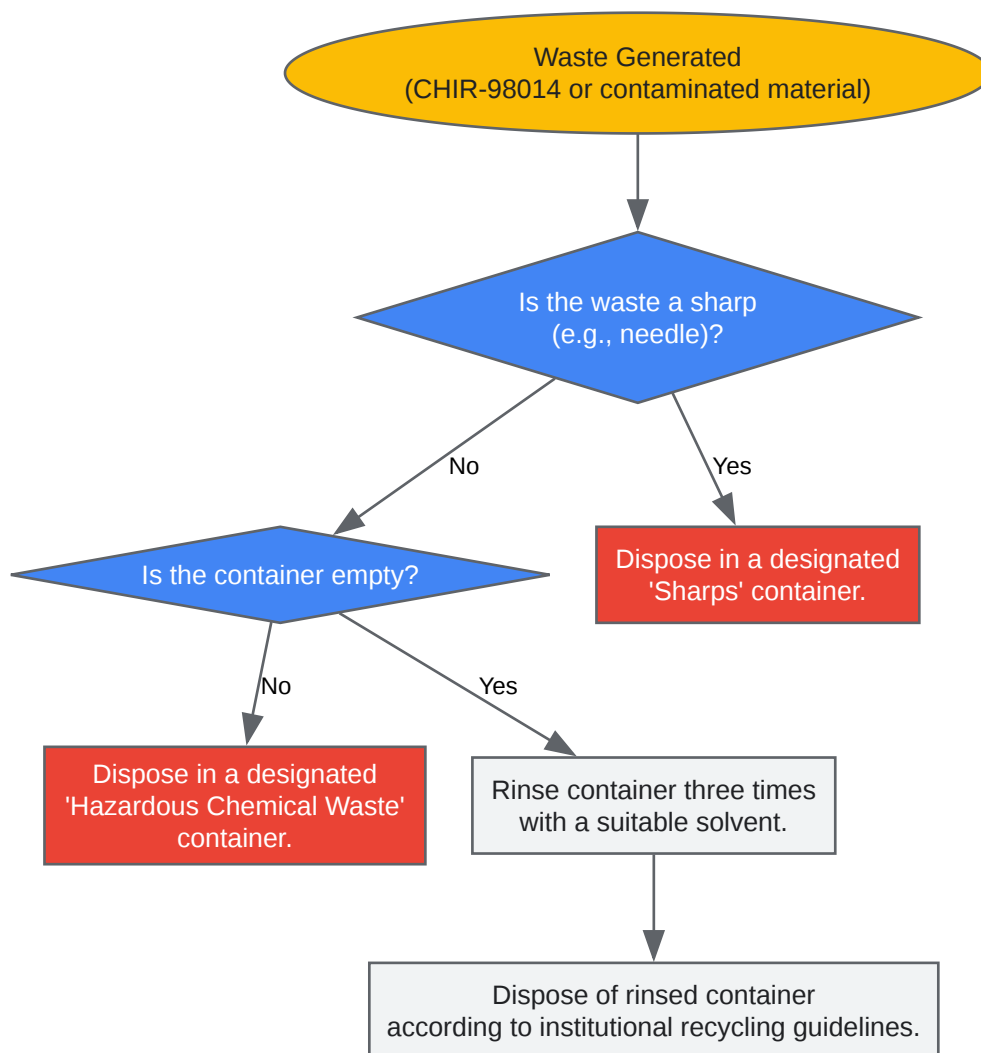 Waste Generated
(CHIR-98014 or contaminated material)
Is the waste a sharp
(e.g., needle)?
No
Yes
Is the container empty?
Dispose in a designated
'Sharps' container.
No
Yes
Dispose in a designated
'Hazardous Chemical Waste'
container.
Rinse container three times
with a suitable solvent.
Dispose of rinsed container
according to institutional recycling guidelines.